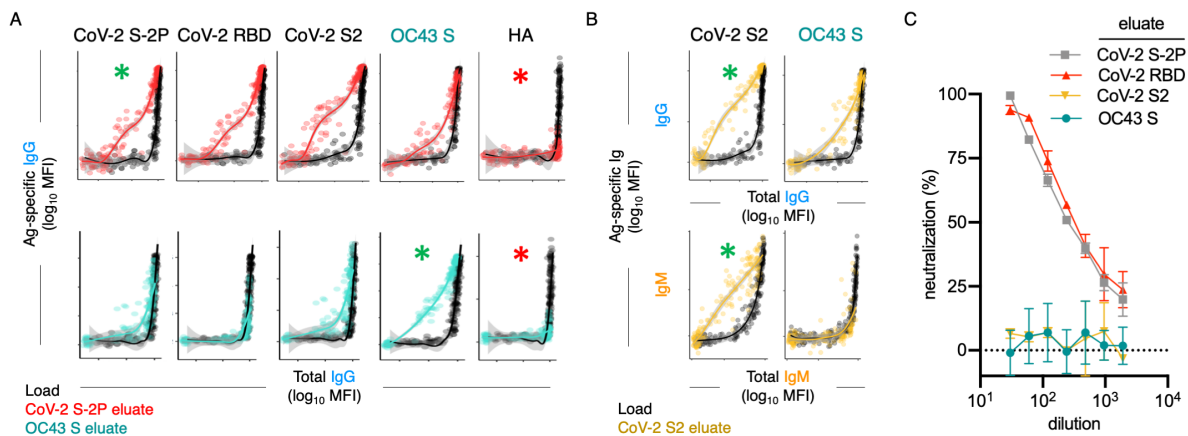 A
CoV-2 S-2P
CoV-2 RBD
CoV-2 S2
OC43 S
HA
*
*
Ag-specific IgG
(log10 MFI)
*
*
Total IgG
(log10 MFI)
Load
CoV-2 S-2P eluate
OC43 S eluate
B
CoV-2 S2
OC43 S
*
IgG
Ag-specific Ig
(log10 MFI)
Total IgG
(log10 MFI)
*
IgM
Total IgM
(log10 MFI)
Load
CoV-2 S2 eluate
C
eluate
CoV-2 S-2P
CoV-2 RBD
CoV-2 S2
OC43 S
neutralization (%)
100
75
50
25
0
10^1
10^2
10^3
10^4
dilution